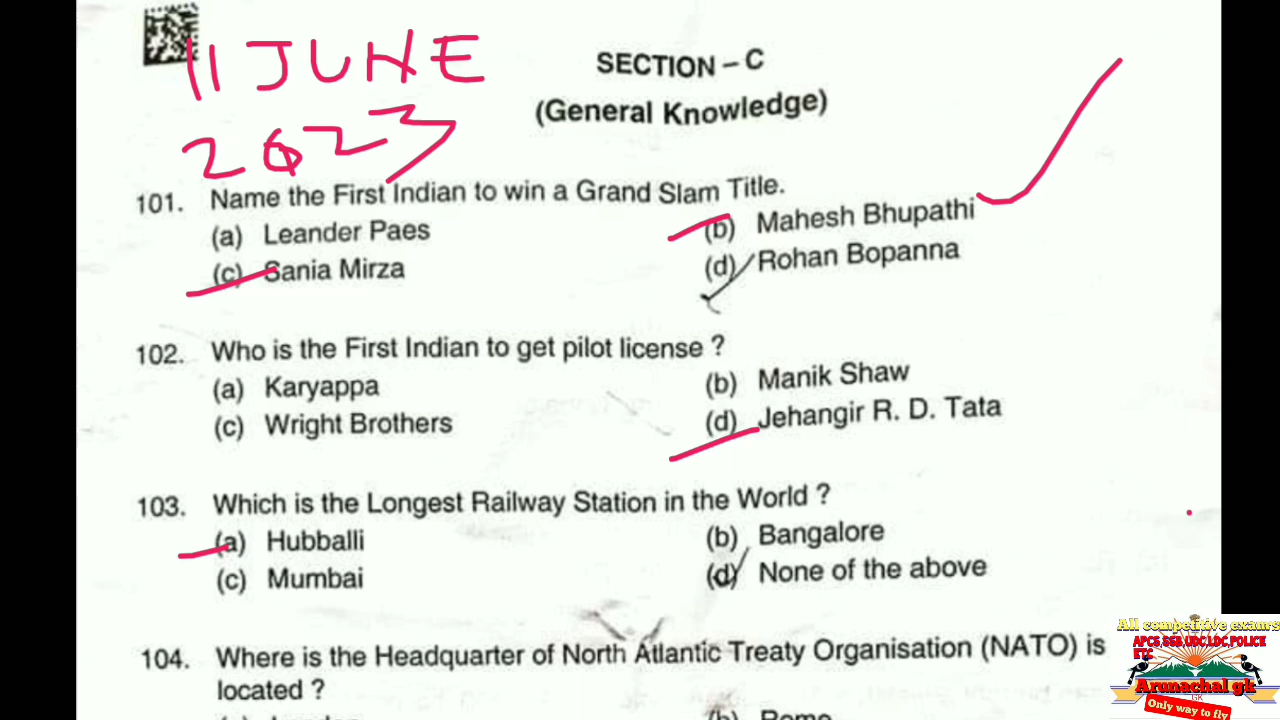 11 JUNE
2023
SECTION – C
(General Knowledge)
101. Name the First Indian to win a Grand Slam Title.
(a) Leander Paes (b) Mahesh Bhupathi
(c) Sania Mirza (d) Rohan Bopanna
102. Who is the First Indian to get pilot license ?
(a) Karyappa (b) Manik Shaw
(c) Wright Brothers (d) Jehangir R. D. Tata
103. Which is the Longest Railway Station in the World ?
(a) Hubballi (b) Bangalore
(c) Mumbai (d) None of the above
104. Where is the Headquarter of North Atlantic Treaty Organisation (NATO) is
located ?
All competitive exams
APCS,SSB,UDC,LDC,POLICE
ETC
Arunachal gk
GK
Only way to fly